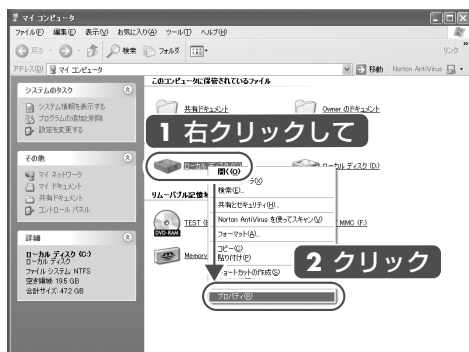 マイ コンピュータ
ファイル(F) 編集(E) 表示(V) お気に入り(A) ツール(T) ヘルプ(H)
戻る 検索 フォルダ
アドレス(D) マイ コンピュータ 移動 Norton AntiVirus
リンク
システムのタスク
システム情報を表示する
プログラムの追加と削除
設定を変更する
その他
マイ ネットワーク
マイ ドキュメント
共有ドキュメント
コントロール パネル
詳細
ローカル ディスク (C:)
ローカル ディスク
ファイル システム: NTFS
空き領域: 19.5 GB
合計サイズ: 47.2 GB
このコンピュータに保管されているファイル
共有ドキュメント
Owner のドキュメント
1 右クリックして
ローカル ディスク (C:)
ーカル ディスク (D:)
リムーバブル記憶
DVD-RAM
TEST (E
MMC (F:)
Memory
開く(O)
ーラ(X)
検索(E)...
共有とセキュリティ(H)...
Norton AntiVirus を使ってスキャン(V)
フォーマット(A)...
コピー(C)
貼り付け(P)
ショートカットの作成(S)
2 クリック
プロパティ(R)